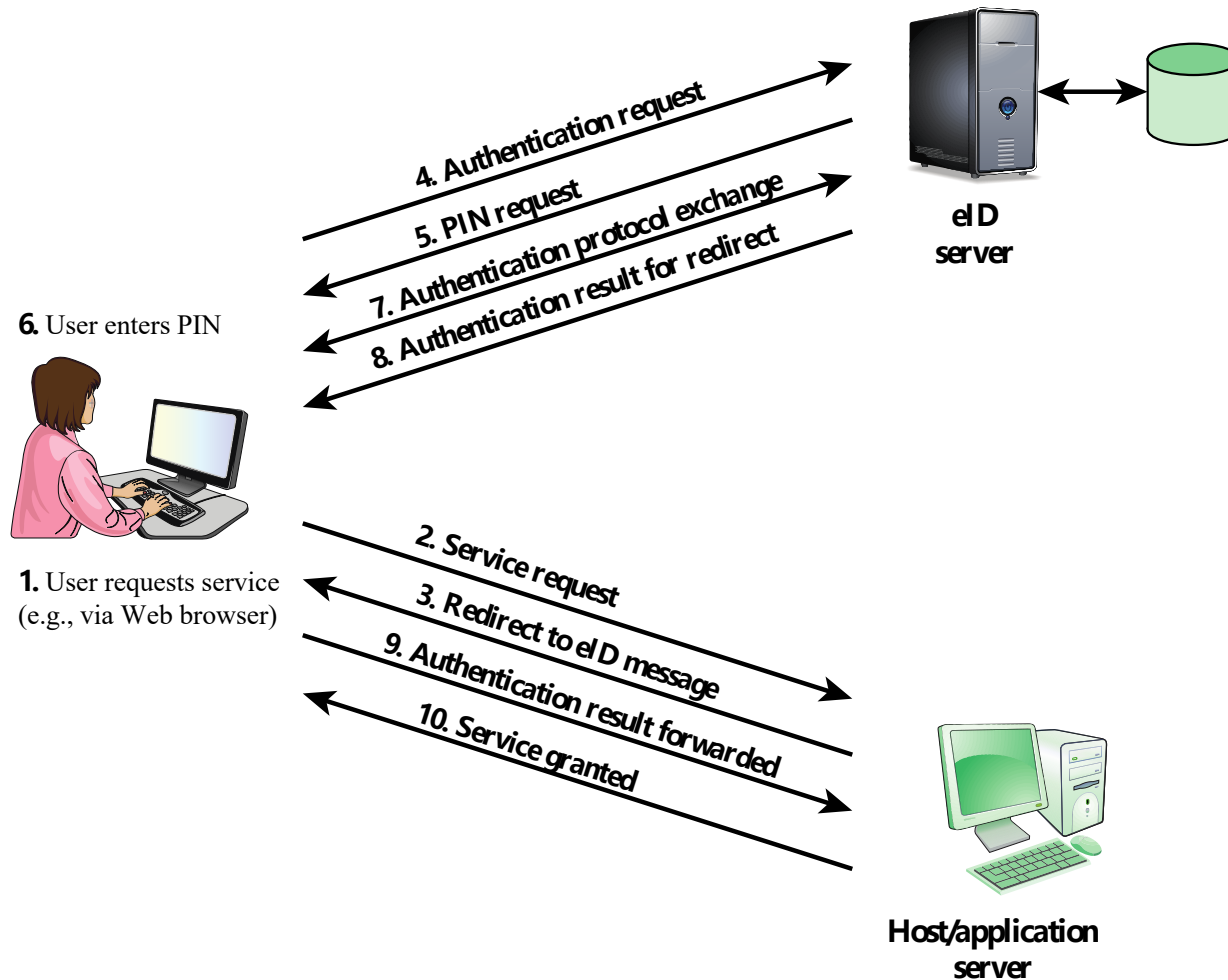 4. Authentication request
5. PIN request
7. Authentication protocol exchange
8. Authentication result for redirect
eID
server
6. User enters PIN
1. User requests service
(e.g., via Web browser)
2. Service request
3. Redirect to eID message
9. Authentication result forwarded
10. Service granted
Host/application
server